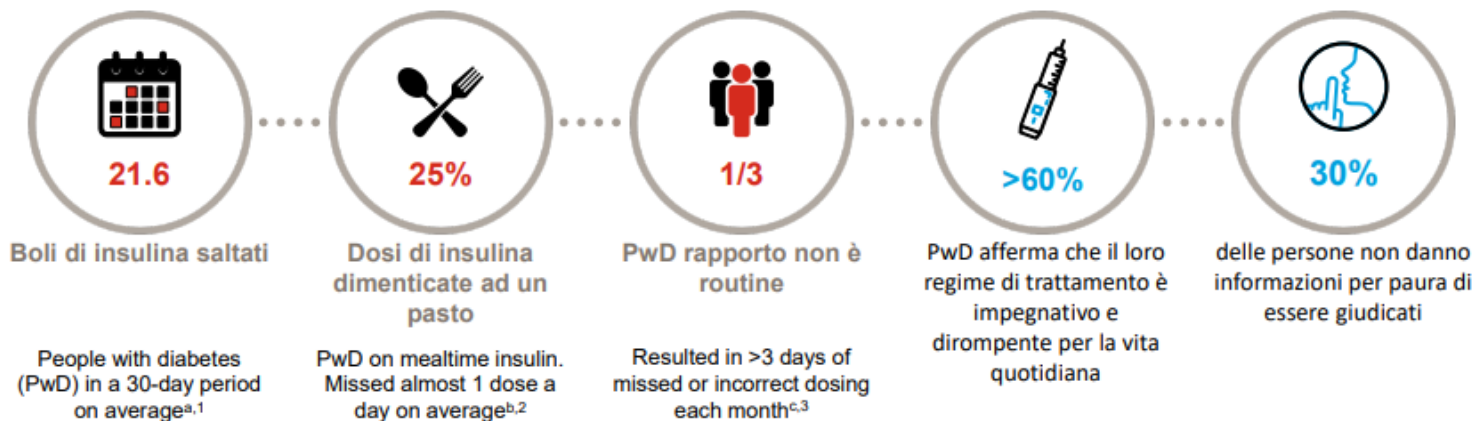 21.6
Boli di insulina saltati
People with diabetes
(PwD) in a 30-day period
on averageᵃ,¹
25%
Dosi di insulina
dimenticate ad un
pasto
PwD on mealtime insulin.
Missed almost 1 dose a
day on averageᵇ,²
1/3
PwD rapporto non è
routine
Resulted in >3 days of
missed or incorrect dosing
each monthᶜ,³
>60%
PwD afferma che il loro
regime di trattamento è
impegnativo e
dirompente per la vita
quotidiana
30%
delle persone non danno
informazioni per paura di
essere giudicati